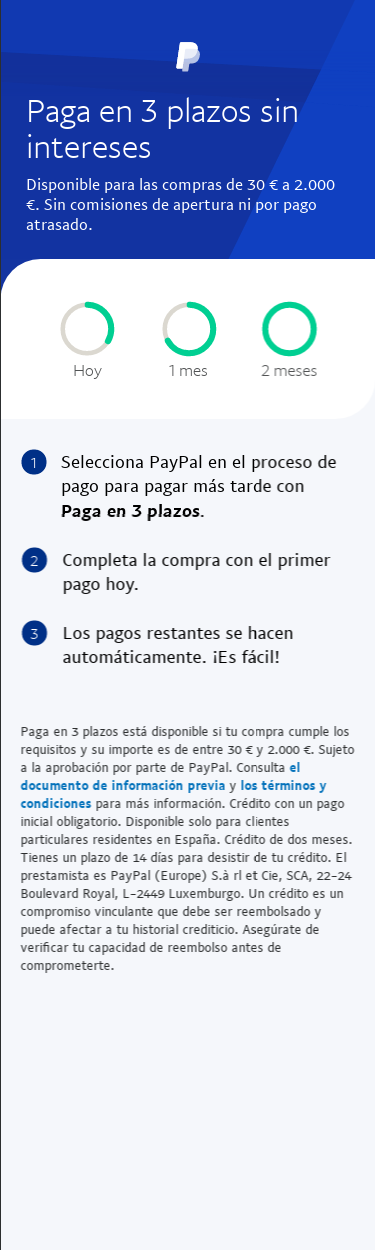 Paga en 3 plazos sin
intereses
Disponible para las compras de 30 € a 2.000
€. Sin comisiones de apertura ni por pago
atrasado.
Hoy
1 mes
2 meses
1 Selecciona PayPal en el proceso de
pago para pagar más tarde con
Paga en 3 plazos.
2 Completa la compra con el primer
pago hoy.
3 Los pagos restantes se hacen
automáticamente. ¡Es fácil!
Paga en 3 plazos está disponible si tu compra cumple los
requisitos y su importe es de entre 30 € y 2.000 €. Sujeto
a la aprobación por parte de PayPal. Consulta el
documento de información previa y los términos y
condiciones para más información. Crédito con un pago
inicial obligatorio. Disponible solo para clientes
particulares residentes en España. Crédito de dos meses.
Tienes un plazo de 14 días para desistir de tu crédito. El
prestamista es PayPal (Europe) S.à rl et Cie, SCA, 22-24
Boulevard Royal, L-2449 Luxemburgo. Un crédito es un
compromiso vinculante que debe ser reembolsado y
puede afectar a tu historial crediticio. Asegúrate de
verificar tu capacidad de reembolso antes de
comprometerte.